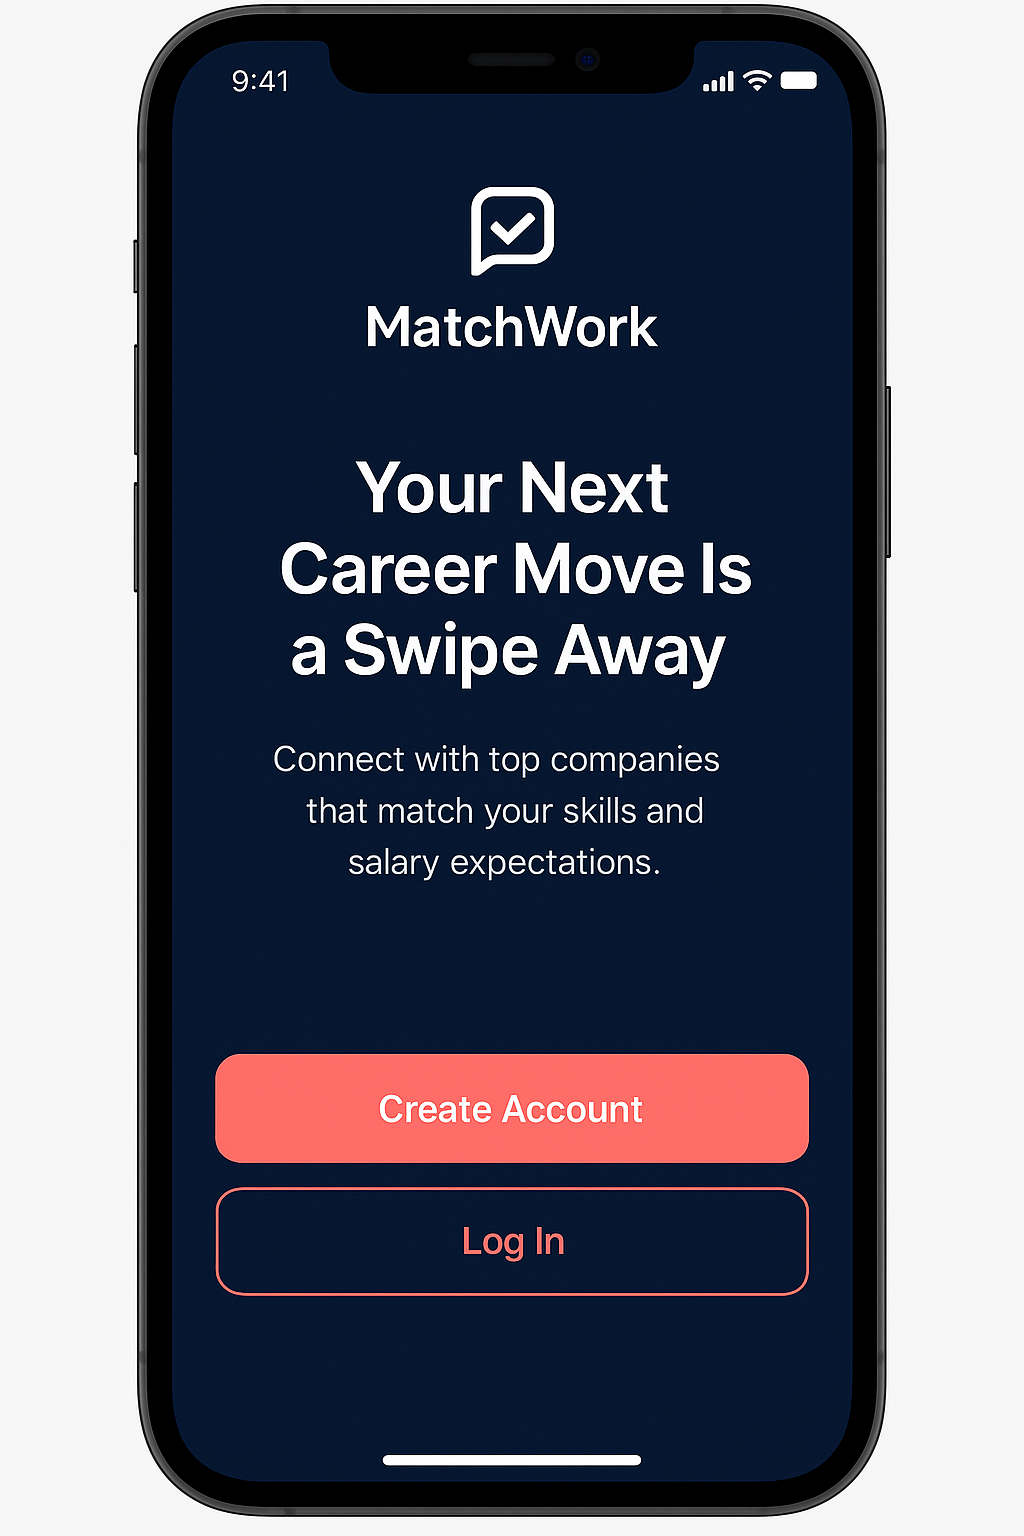 9:41
MatchWork
Your Next
Career Move Is
a Swipe Away
Connect with top companies
that match your skills and
salary expectations.
Create Account
Log In